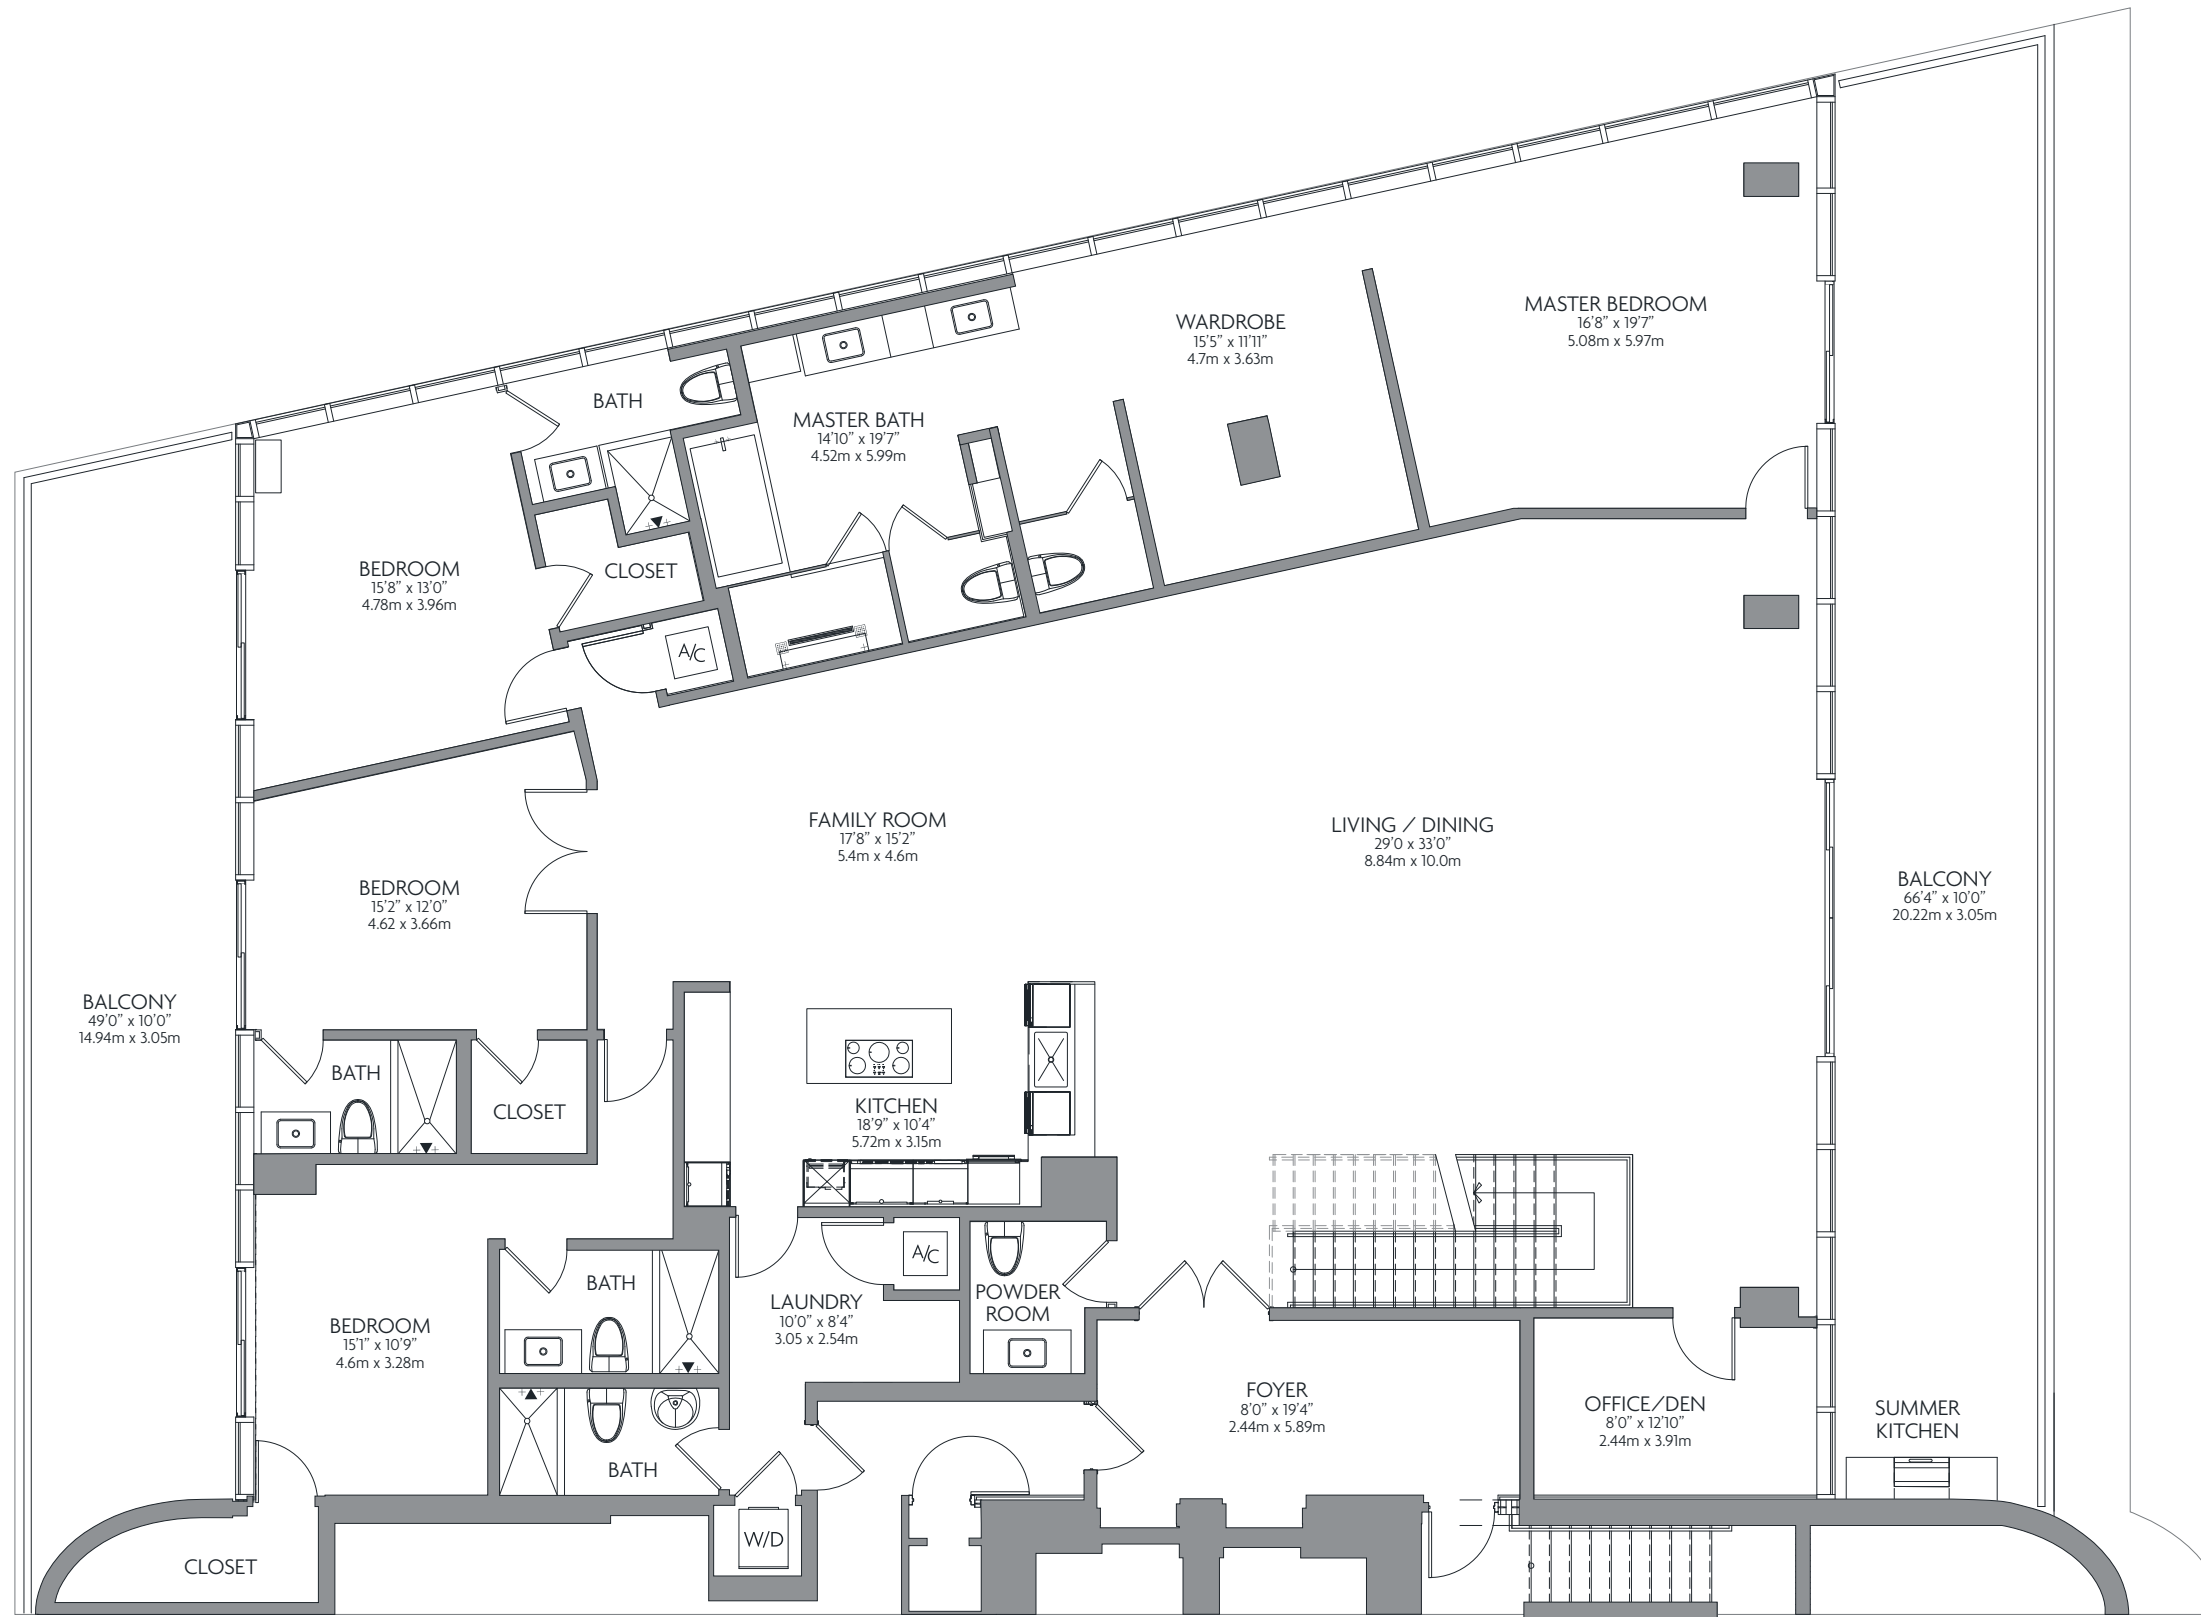 MASTER BEDROOM
16'8” x 19'7”
5.08m x 5.97m
WARDROBE
15'5” x 11'11”
4.7m x 3.63m
BATH
MASTER BATH
14'10” x 19'7”
4.52m x 5.99m
BEDROOM
15'8” x 13'0”
4.78m x 3.96m
CLOSET
A/C
FAMILY ROOM
17'8” x 15'2”
5.4m x 4.6m
LIVING / DINING
29'0 x 33'0”
8.84m x 10.0m
BEDROOM
15'2” x 12'0”
4.62 x 3.66m
BALCONY
66'4” x 10'0”
20.22m x 3.05m
BALCONY
49'0” x 10'0”
14.94m x 3.05m
BATH
CLOSET
KITCHEN
18'9” x 10'4”
5.72m x 3.15m
A/C
BATH
POWDER
ROOM
LAUNDRY
10'0” x 8'4”
3.05 x 2.54m
BEDROOM
15'1” x 10'9”
4.6m x 3.28m
FOYER
8'0” x 19'4”
2.44m x 5.89m
OFFICE/DEN
8'0” x 12'10”
2.44m x 3.91m
SUMMER
KITCHEN
BATH
W/D
CLOSET